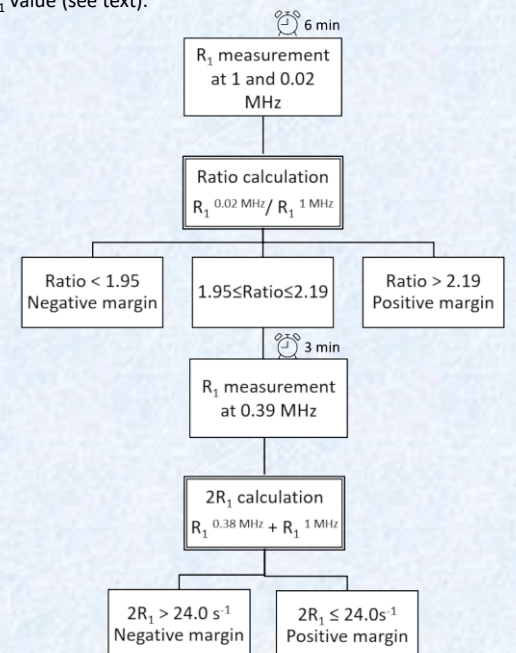 ₁ value (see text).
6 min
R₁ measurement
at 1 and 0.02
MHz
Ratio calculation
R₁ ⁰·⁰² ᴹᴴᶻ/ R₁ ¹ ᴹᴴᶻ
Ratio < 1.95
Negative margin
1.95≤Ratio≤2.19
Ratio > 2.19
Positive margin
3 min
R₁ measurement
at 0.39 MHz
2R₁ calculation
R₁ ⁰·³⁸ ᴹᴴᶻ + R₁ ¹ ᴹᴴᶻ
2R₁ > 24.0 s⁻¹
Negative margin
2R₁ ≤ 24.0s⁻¹
Positive margin